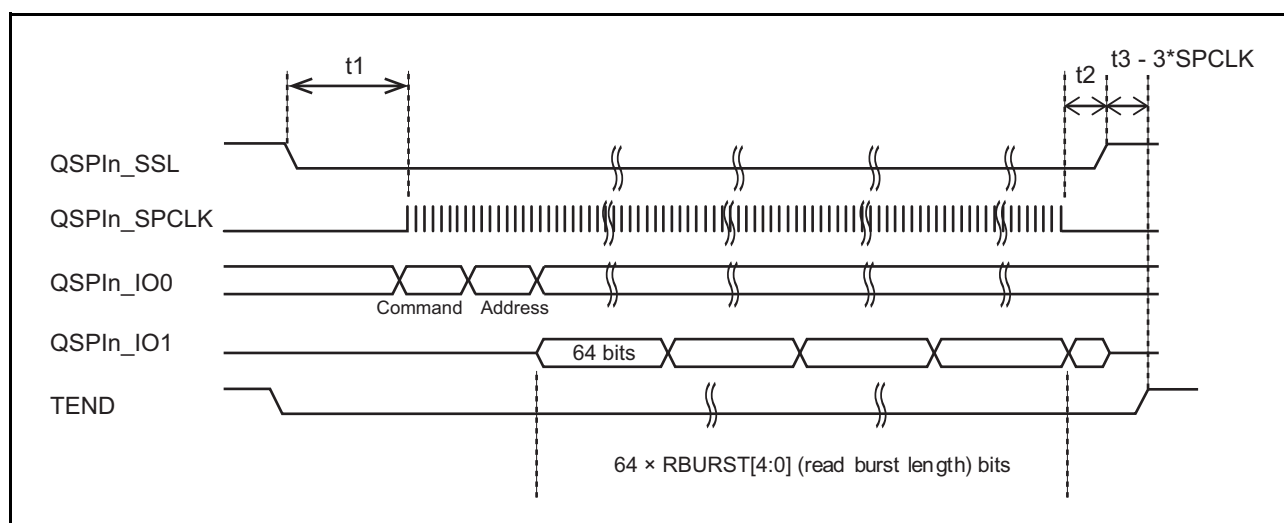 t3 - 3*SPCLK
t1
t2
QSPIn_SSL
QSPIn_SPCLK
QSPIn_IO0
Command Address
QSPIn_IO1
64 bits
TEND
64 × RBURST[4:0] (read burst length) bits